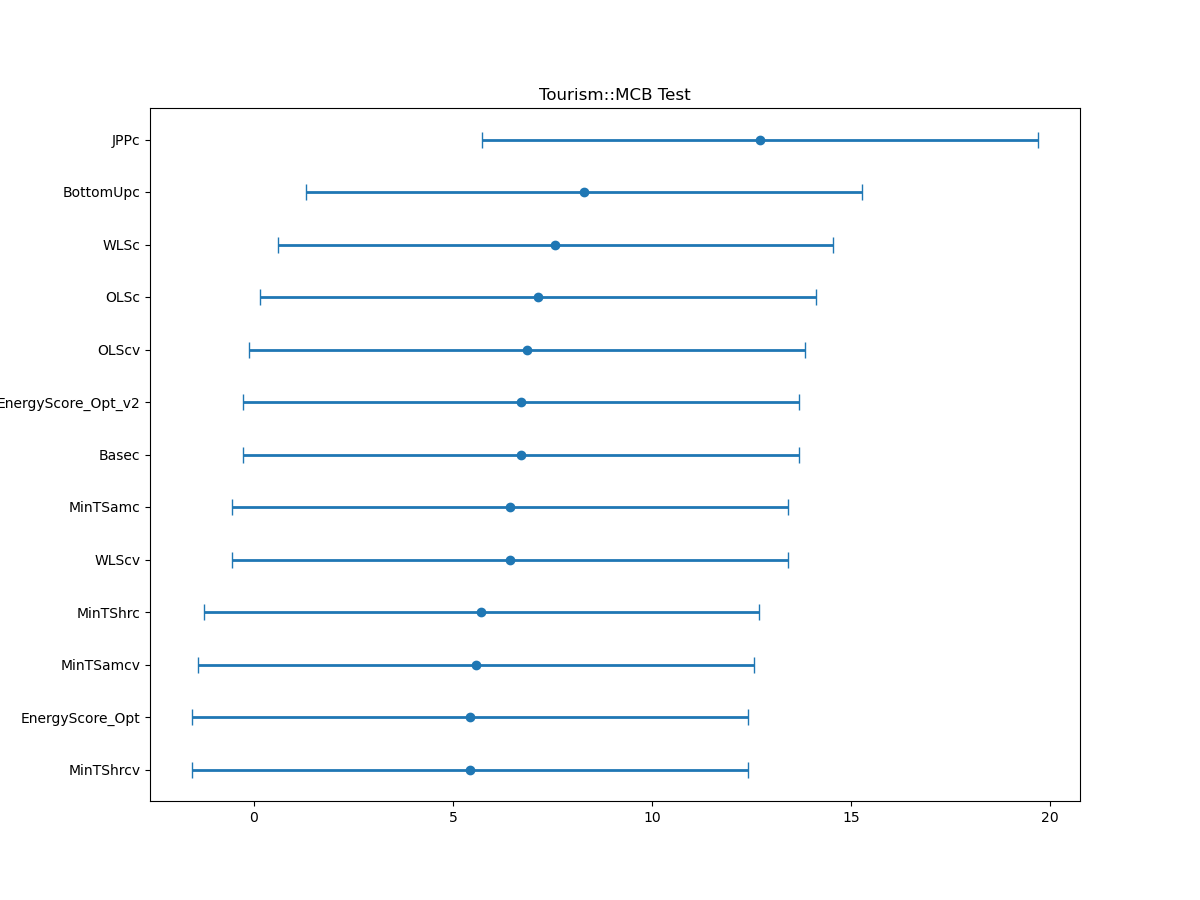 Tourism::MCB Test
JPPc
BottomUpc
WLSc
OLSc
OLScv
EnergyScore_Opt_v2
Basec
MinTSamc
WLScv
MinTShrc
MinTSamcv
EnergyScore_Opt
MinTShrcv
0 5 10 15 20